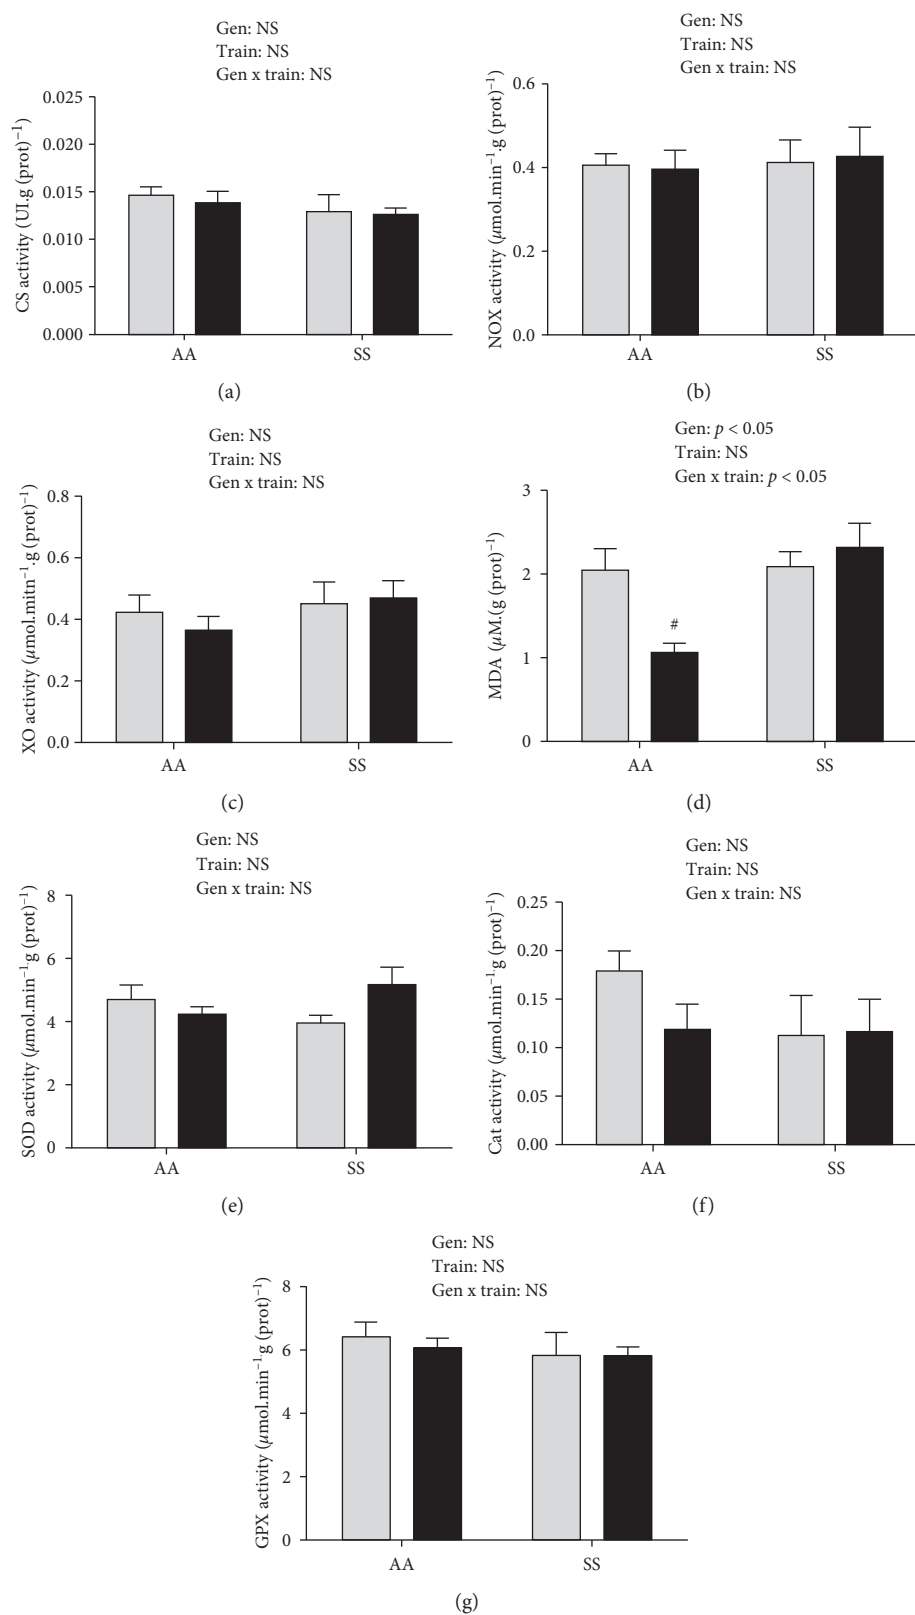 Gen: NS
Train: NS
Gen x train: NS
CS activity (UI.g (prot)⁻¹)
0.025
0.020
0.015
0.010
0.005
0.000
AA
SS
(a)
Gen: NS
Train: NS
Gen x train: NS
NOX activity (μmol.min⁻¹.g (prot)⁻¹)
0.6
0.4
0.2
0.0
AA
SS
(b)
Gen: NS
Train: NS
Gen x train: NS
XO activity (μmol.mitn⁻¹.g (prot)⁻¹)
0.8
0.6
0.4
0.2
0.0
AA
SS
(c)
Gen: p < 0.05
Train: NS
Gen x train: p < 0.05
MDA (μM.(g (prot)⁻¹)
3
2
1
0
#
AA
SS
(d)
Gen: NS
Train: NS
Gen x train: NS
SOD activity (μmol.min⁻¹·g (prot)⁻¹)
8
6
4
2
0
AA
SS
(e)
Gen: NS
Train: NS
Gen x train: NS
Cat activity (μmol.min⁻¹·g (prot)⁻¹)
0.25
0.20
0.15
0.10
0.05
0.00
AA
SS
(f)
Gen: NS
Train: NS
Gen x train: NS
GPX activity (μmol.min⁻¹·g (prot)⁻¹)
8
6
4
2
0
AA
SS
(g)